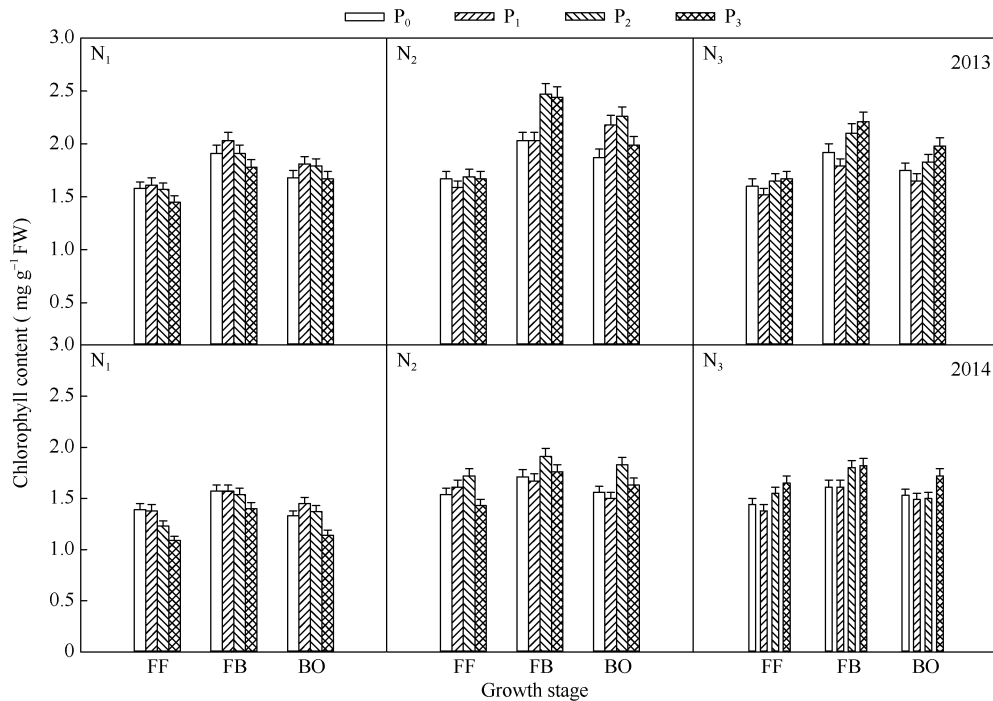 P₀ P₁ P₂ P₃
Chlorophyll content ( mg g⁻¹ FW)
3.0
2.5
2.0
1.5
1.0
0.5
3.0
2.5
2.0
1.5
1.0
0.5
0
N₁ N₂ N₃ 2013
N₁ N₂ N₃ 2014
FF FB BO FF FB BO FF FB BO
Growth stage